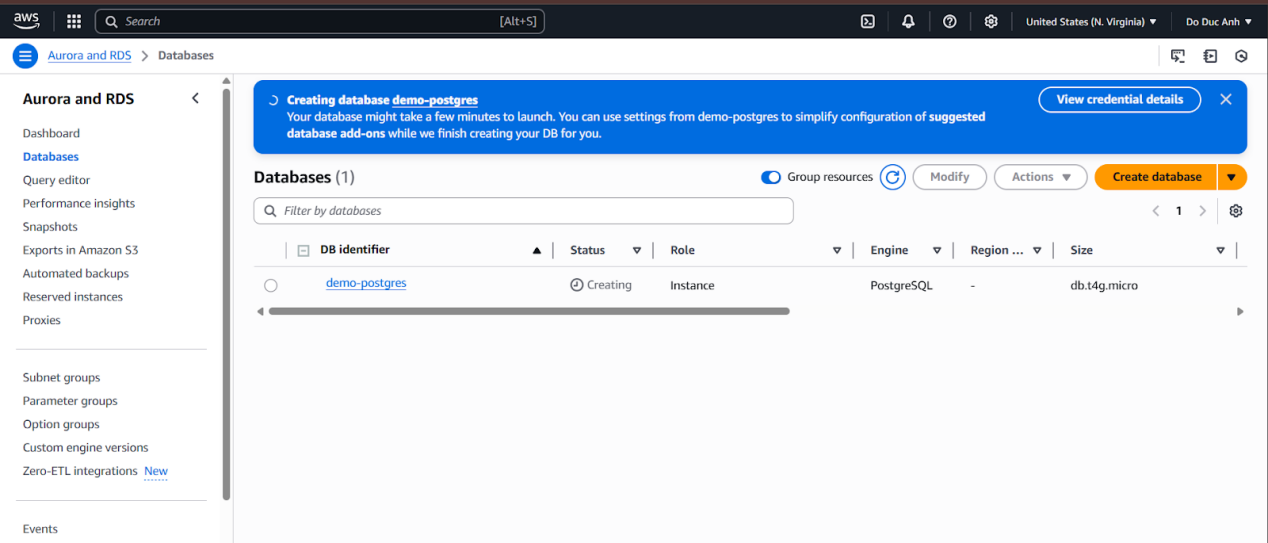 aws
Search [Alt+S]
United States (N. Virginia)
Do Duc Anh
Aurora and RDS
Databases
Aurora and RDS
Dashboard
Databases
Query editor
Performance insights
Snapshots
Exports in Amazon S3
Automated backups
Reserved instances
Proxies
Subnet groups
Parameter groups
Option groups
Custom engine versions
Zero-ETL integrations New
Events
Creating database demo-postgres
Your database might take a few minutes to launch. You can use settings from demo-postgres to simplify configuration of suggested
database add-ons while we finish creating your DB for you.
View credential details
Databases (1)
Group resources
Modify
Actions
Create database
Filter by databases
1
DB identifier Status Role Engine Region ... Size
demo-postgres Creating Instance PostgreSQL - db.t4g.micro